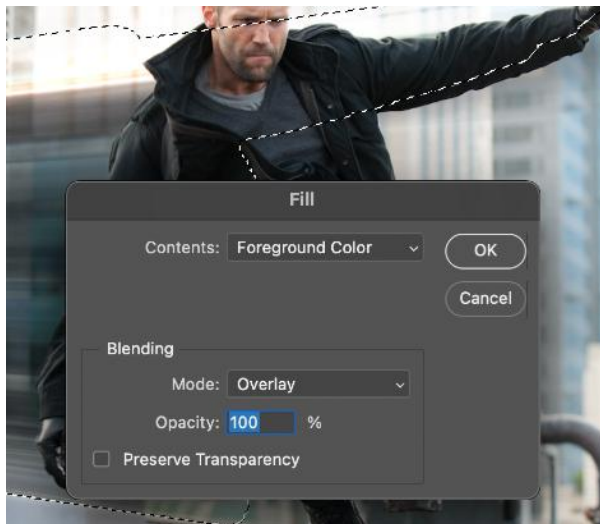 Fill
Contents: Foreground Color
OK
Cancel
Blending
Mode: Overlay
Opacity: 100 %
Preserve Transparency